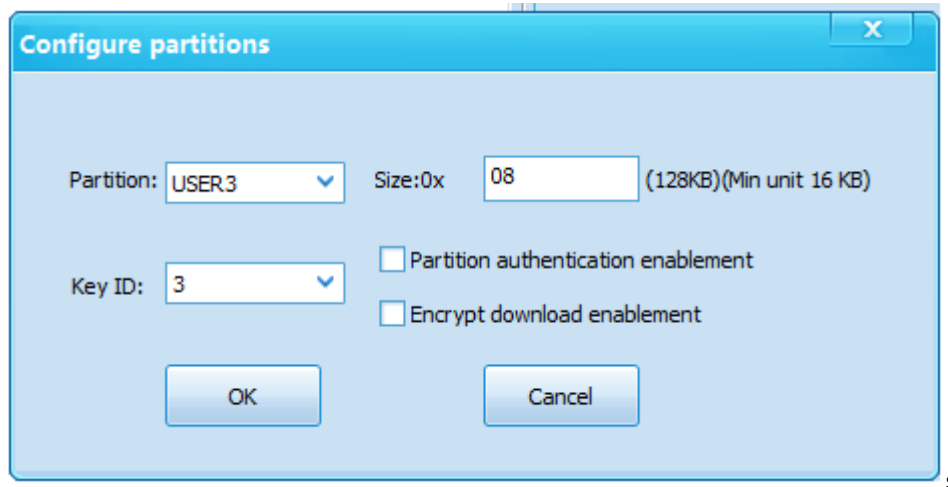 Configure partitions
x
Partition: USER3 Size:0x 08 (128KB)(Min unit 16 KB)
Partition authentication enablement
Key ID: 3
Encrypt download enablement
OK Cancel